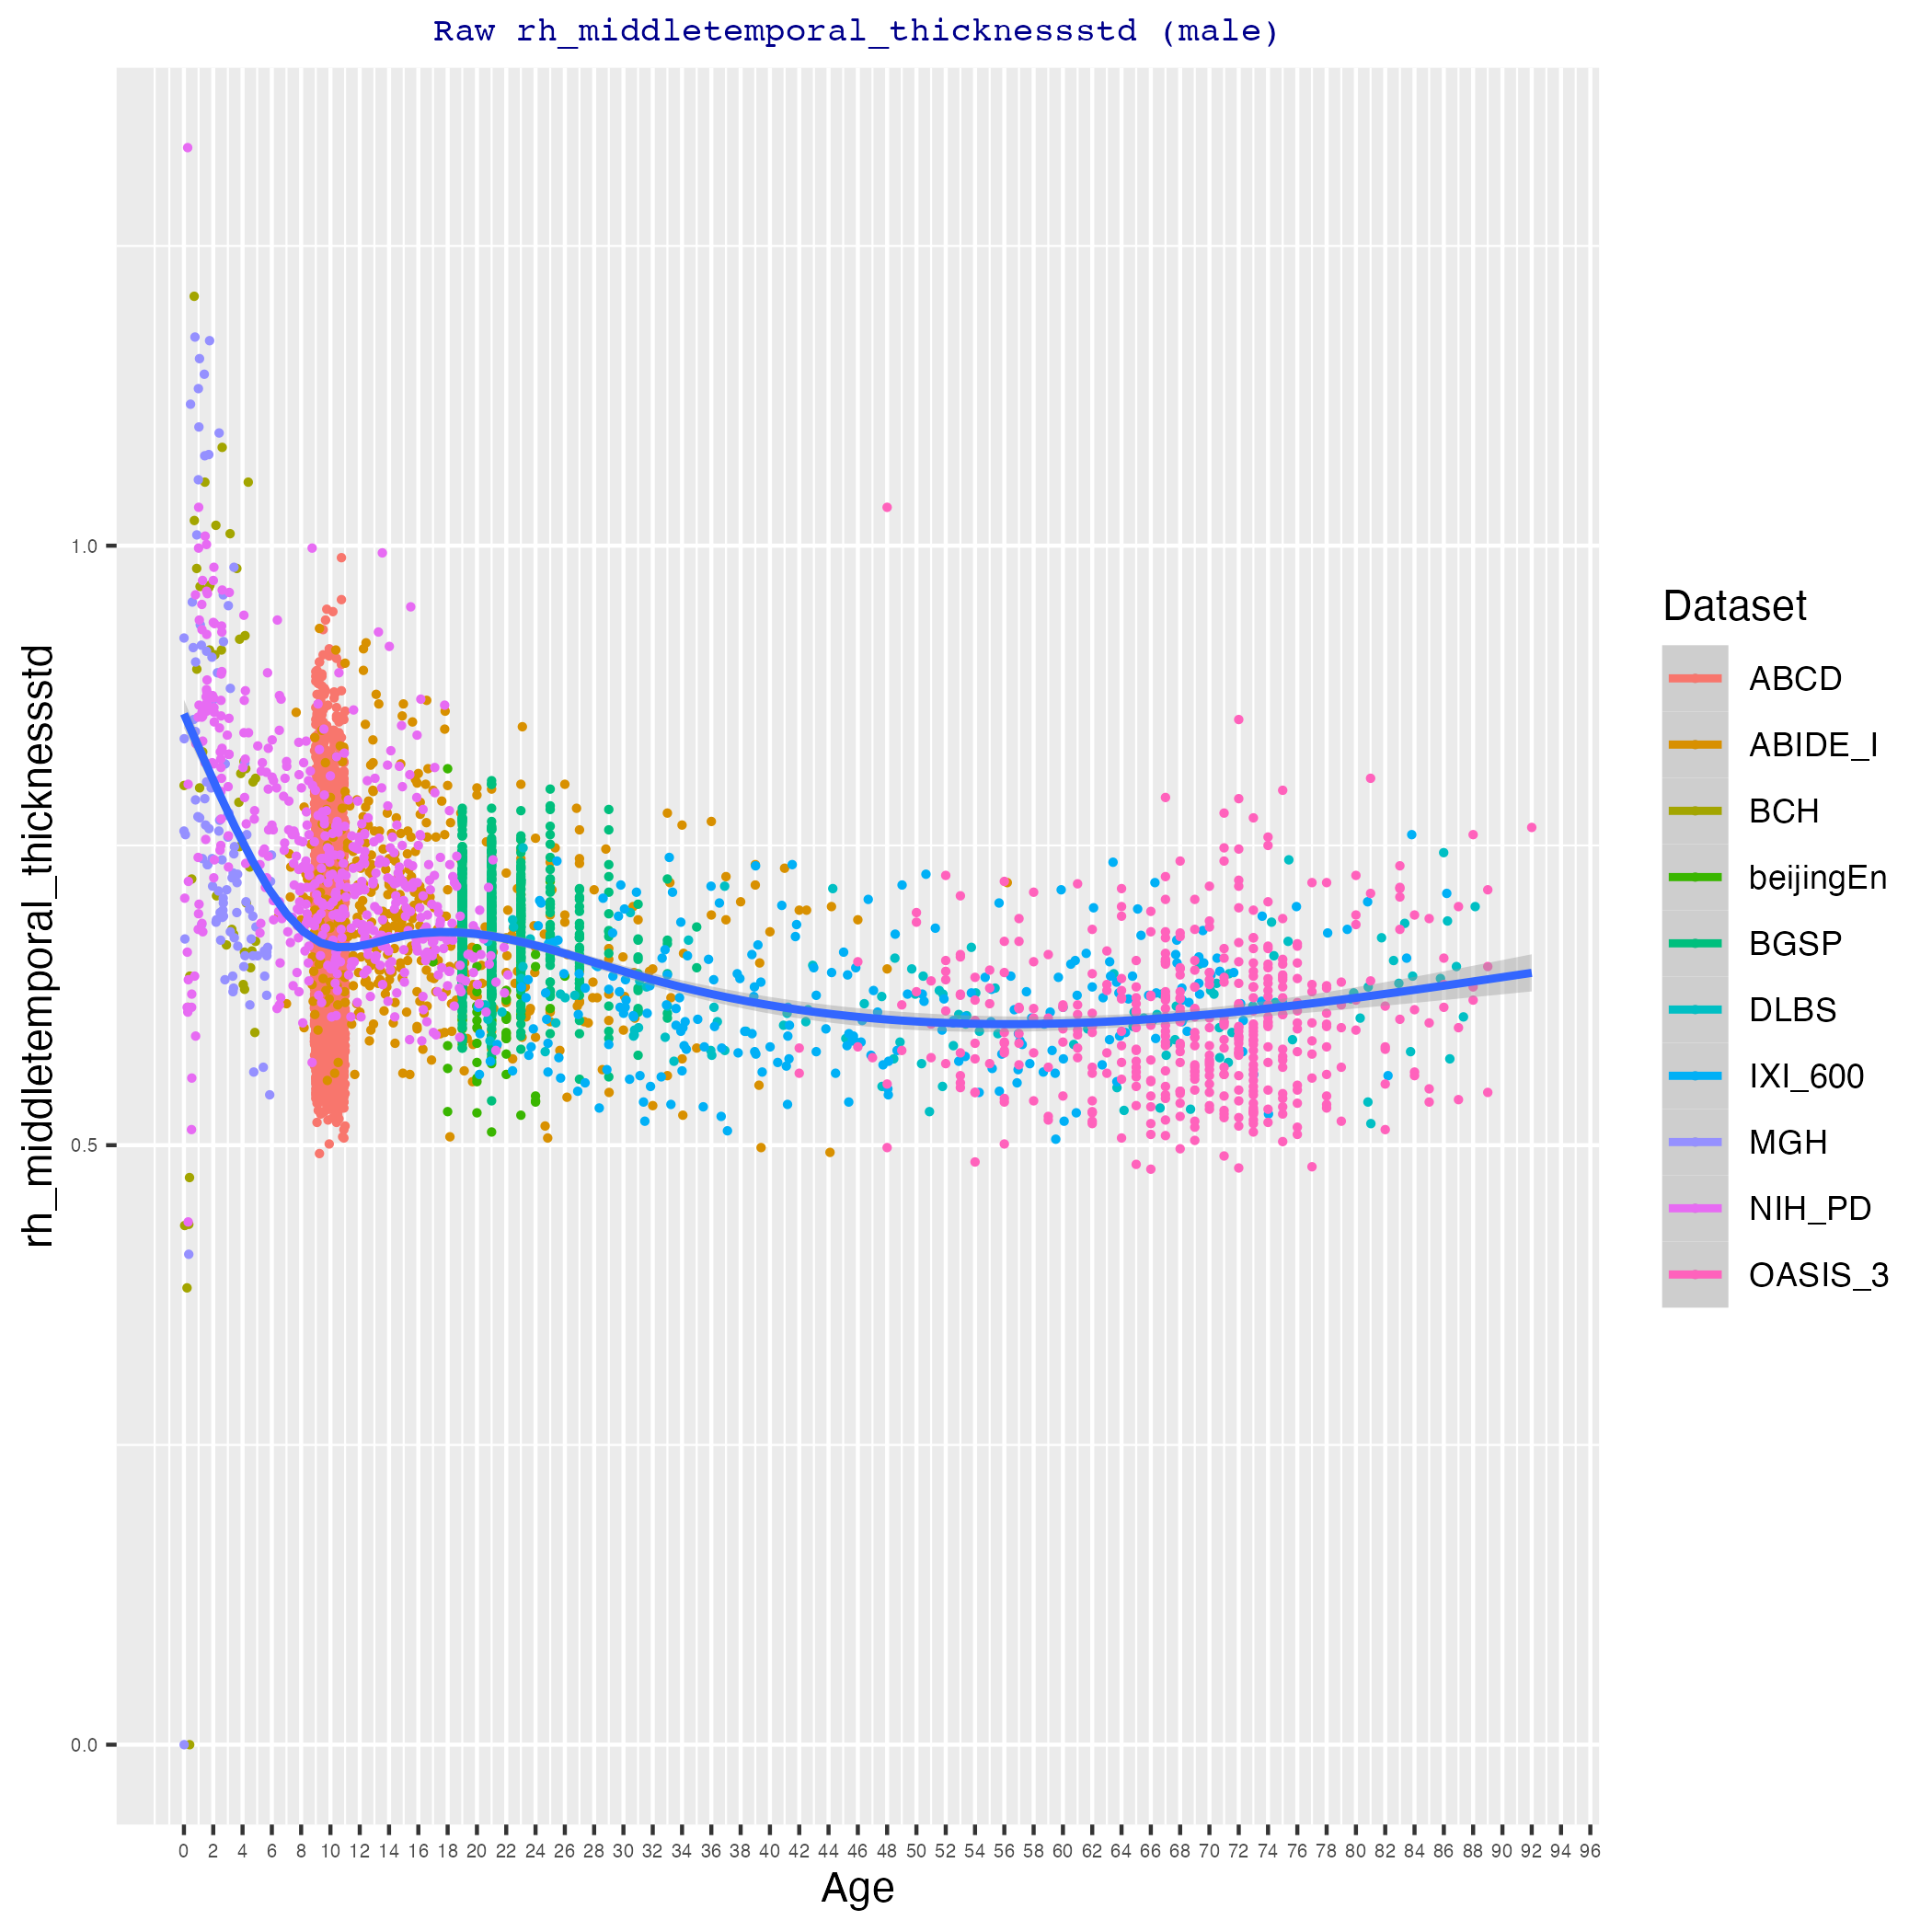 Raw rh_middletemporal_thicknessstd (male)
rh_middletemporal_thicknessstd
1.0
0.5
0.0
0 2 4 6 8 10 12 14 16 18 20 22 24 26 28 30 32 34 36 38 40 42 44 46 48 50 52 54 56 58 60 62 64 66 68 70 72 74 76 78 80 82 84 86 88 90 92 94 96
Age
Dataset
ABCD
ABIDE_I
BCH
beijingEn
BGSP
DLBS
IXI_600
MGH
NIH_PD
OASIS_3